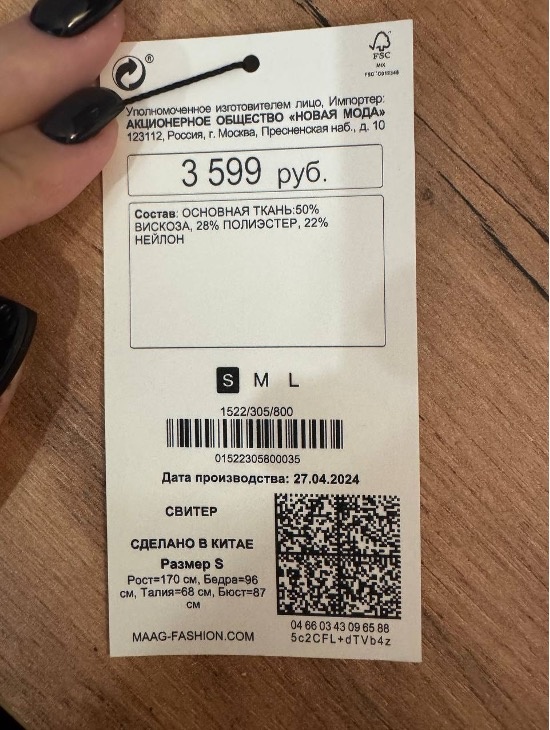 ®
FSC
MIX
Уполномоченное изготовителем лицо, Импортер:
АКЦИОНЕРНОЕ ОБЩЕСТВО «НОВАЯ МОДА»
123112, Россия, г. Москва, Пресненская наб., д. 10
3 599 руб.
Состав: ОСНОВНАЯ ТКАНЬ:50%
ВИСКОЗА, 28% ПОЛИЭСТЕР, 22%
НЕЙЛОН
S M L
1522/305/800
01522305800035
Дата производства: 27.04.2024
СВИТЕР
СДЕЛАНО В КИТАЕ
Размер S
Рост=170 см, Бедра=96
см, Талия=68 см, Бюст=87
см
04 66 03 43 09 65 88
5c2CFL+dTVb4z
MAAG-FASHION.COM